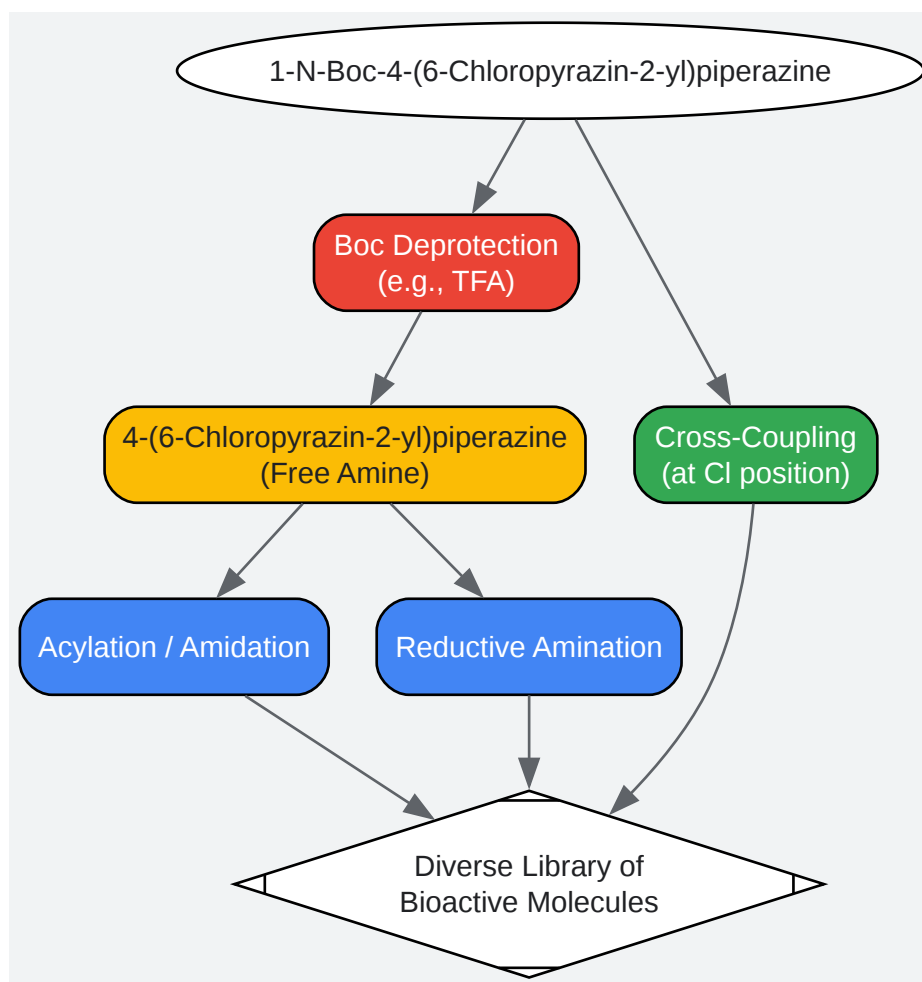 1-N-Boc-4-(6-Chloropyrazin-2-yl)piperazine
Boc Deprotection
(e.g., TFA)
4-(6-Chloropyrazin-2-yl)piperazine
(Free Amine)
Cross-Coupling
(at Cl position)
Acylation / Amidation
Reductive Amination
Diverse Library of
Bioactive Molecules